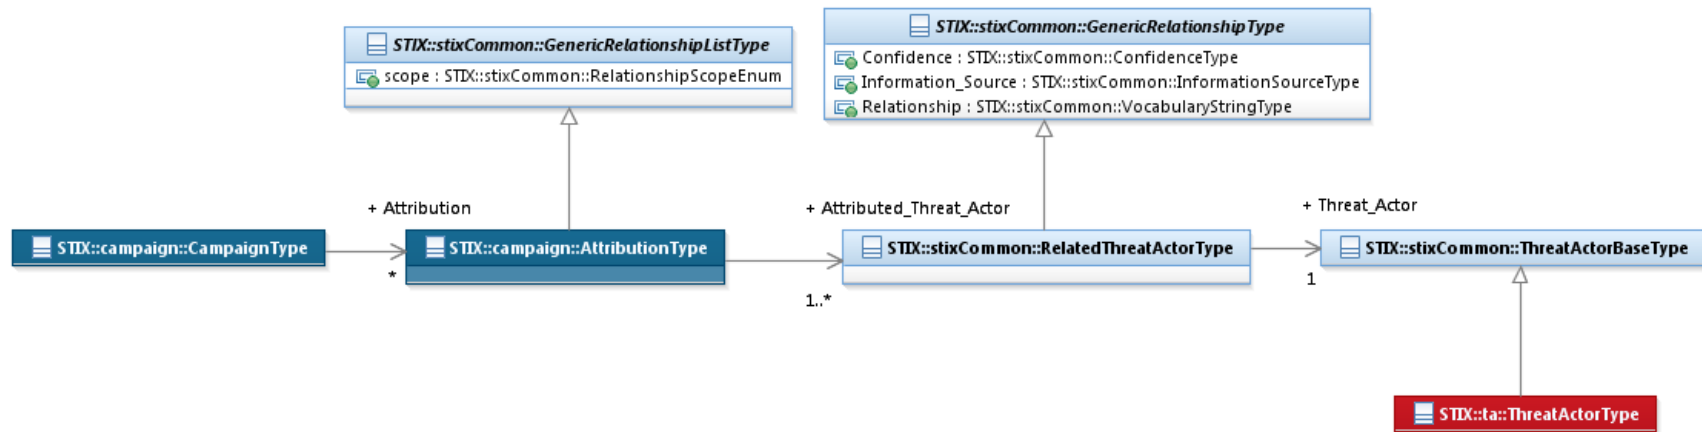 STIX::stixCommon::GenericRelationshipListType
scope : STIX::stixCommon::RelationshipScopeEnum
STIX::stixCommon::GenericRelationshipType
Confidence : STIX::stixCommon::ConfidenceType
Information_Source : STIX::stixCommon::InformationSourceType
Relationship : STIX::stixCommon::VocabularyStringType
+ Attribution
+ Attributed_Threat_Actor
+ Threat_Actor
STIX::campaign::CampaignType
STIX::campaign::AttributionType
STIX::stixCommon::RelatedThreatActorType
STIX::stixCommon::ThreatActorBaseType
*
1..*
1
STIX::ta::ThreatActorType